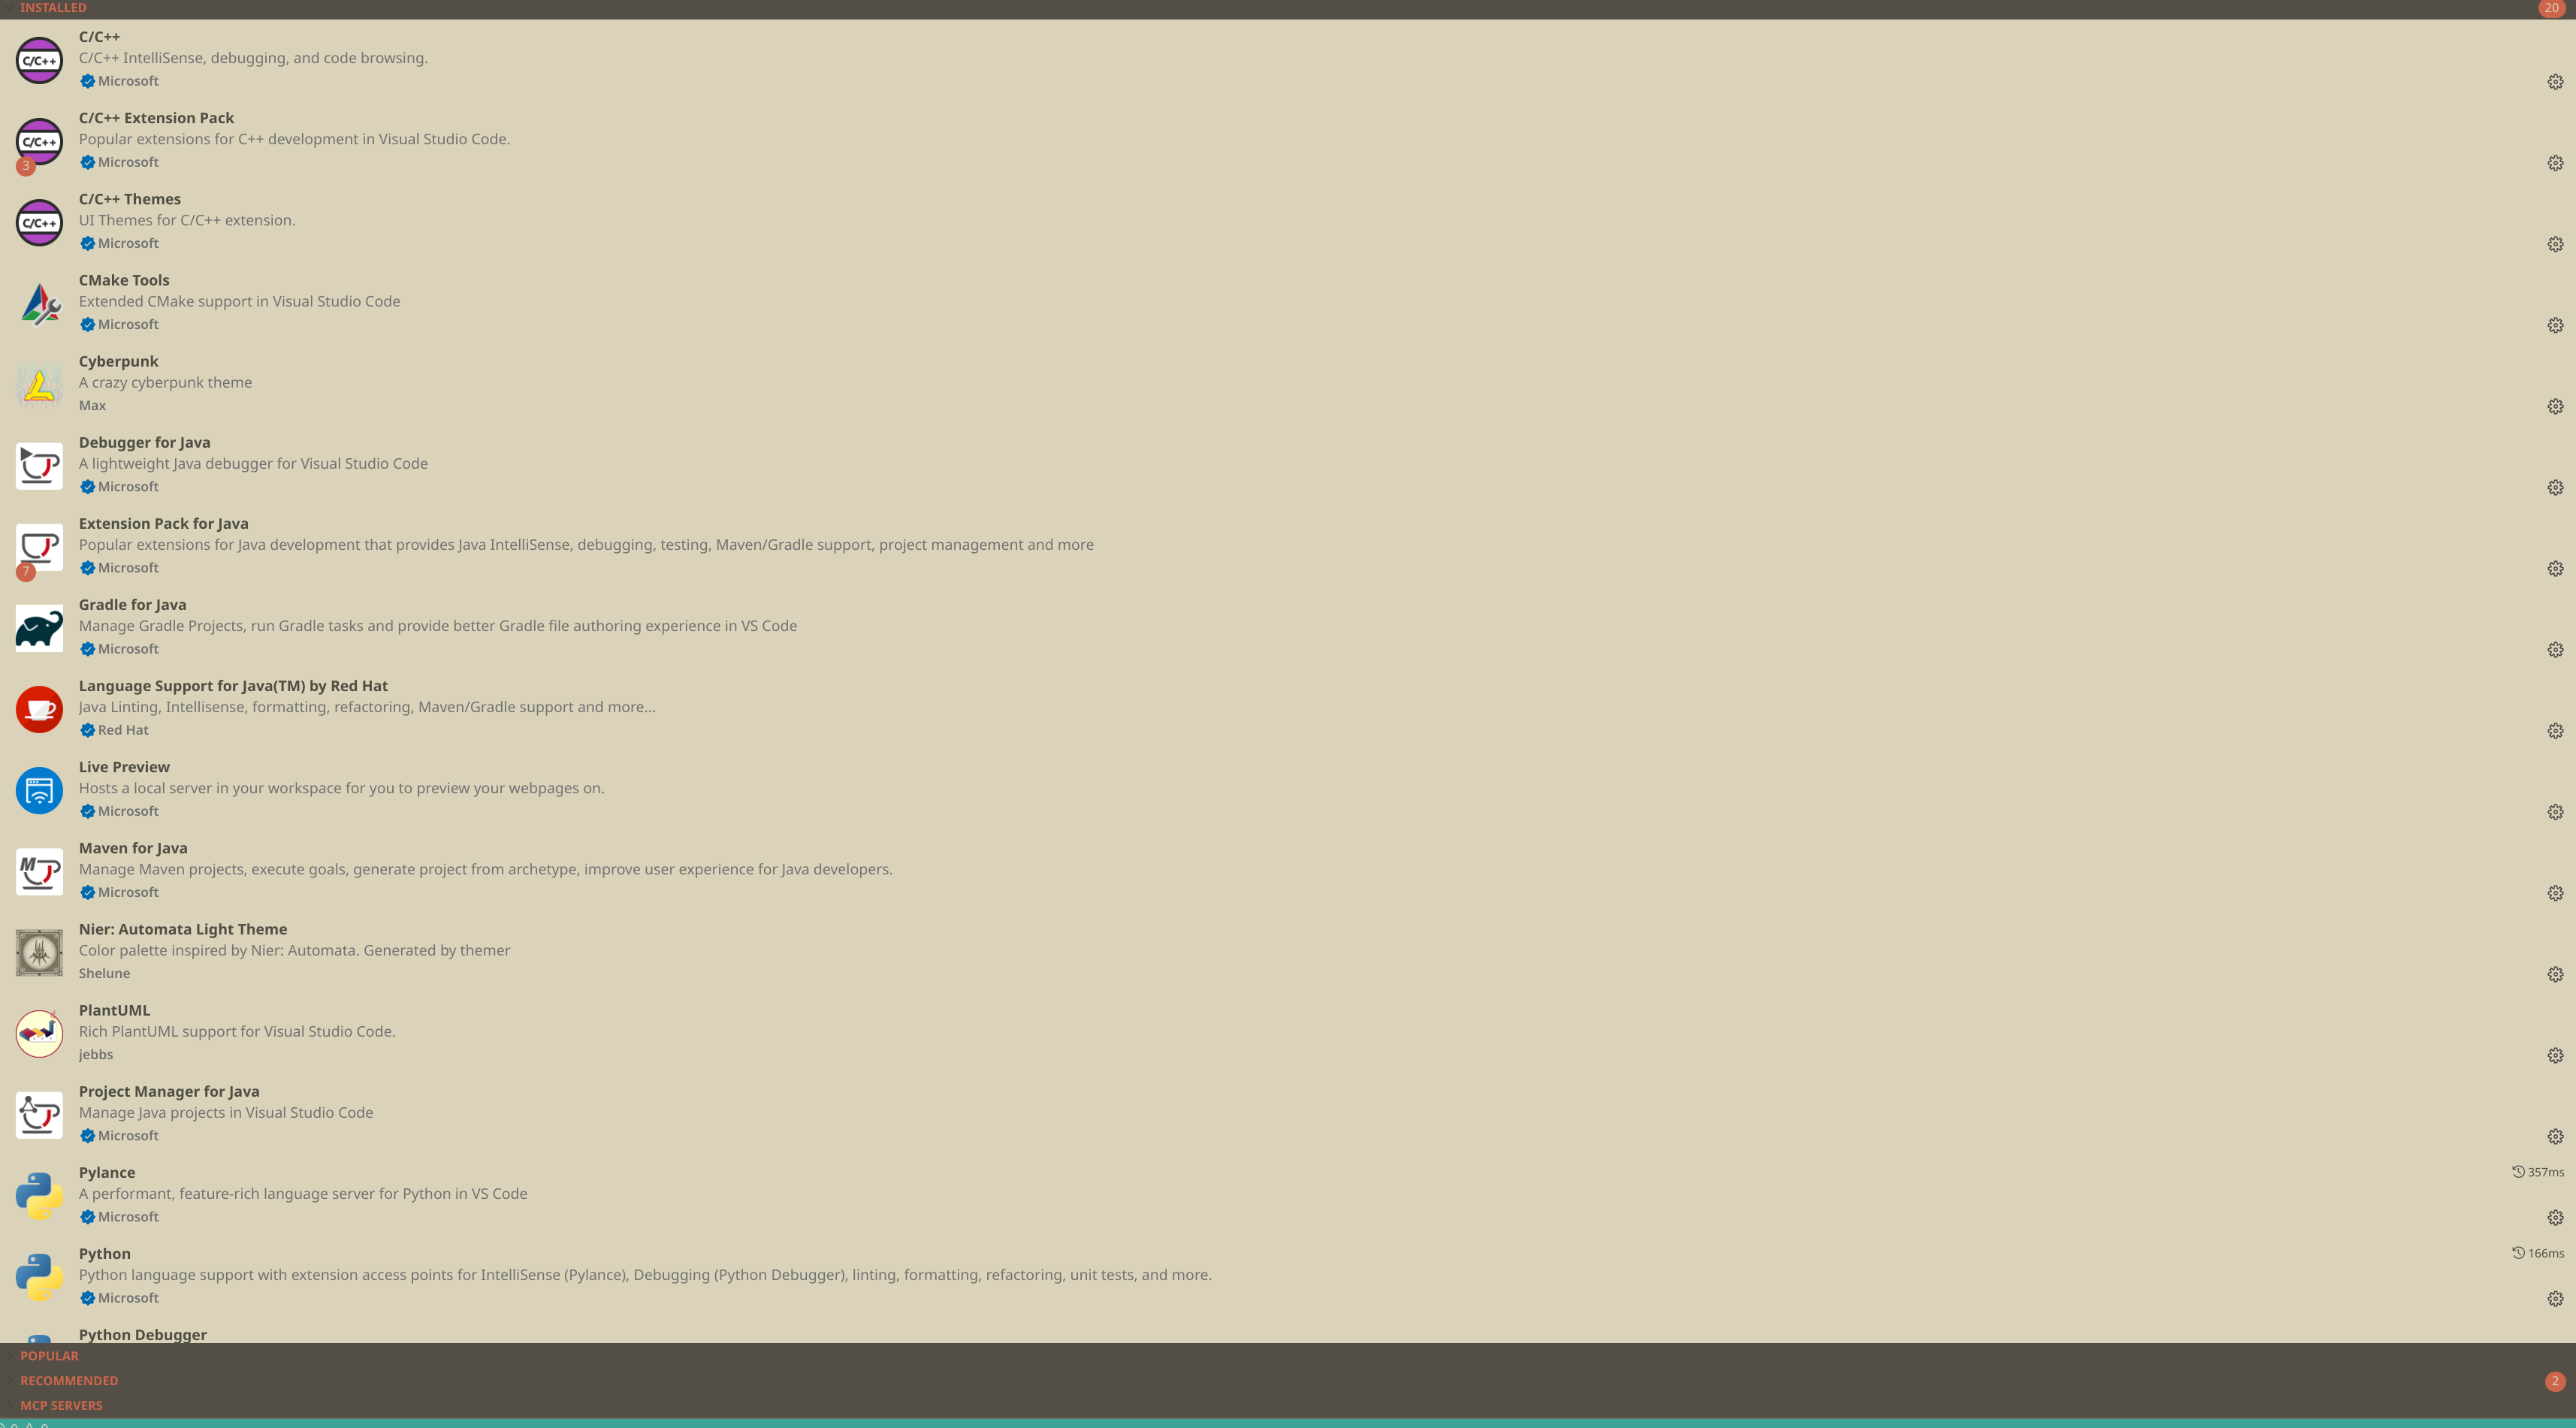 INSTALLED
20
C/C++
C/C++ IntelliSense, debugging, and code browsing.
C/C++
Microsoft
C/C++ Extension Pack
Popular extensions for C++ development in Visual Studio Code.
C/C++
3
Microsoft
C/C++ Themes
UI Themes for C/C++ extension.
C/C++
Microsoft
CMake Tools
Extended CMake support in Visual Studio Code
Microsoft
Cyberpunk
A crazy cyberpunk theme
Max
Debugger for Java
A lightweight Java debugger for Visual Studio Code
Microsoft
Extension Pack for Java
Popular extensions for Java development that provides Java IntelliSense, debugging, testing, Maven/Gradle support, project management and more
7
Microsoft
Gradle for Java
Manage Gradle Projects, run Gradle tasks and provide better Gradle file authoring experience in VS Code
Microsoft
Language Support for Java(TM) by Red Hat
Java Linting, Intellisense, formatting, refactoring, Maven/Gradle support and more...
Red Hat
Live Preview
Hosts a local server in your workspace for you to preview your webpages on.
Microsoft
Maven for Java
Manage Maven projects, execute goals, generate project from archetype, improve user experience for Java developers.
M
Microsoft
Nier: Automata Light Theme
Color palette inspired by Nier: Automata. Generated by themer
Shelune
PlantUML
Rich PlantUML support for Visual Studio Code.
jebbs
Project Manager for Java
Manage Java projects in Visual Studio Code
Microsoft
Pylance
357ms
A performant, feature-rich language server for Python in VS Code
Microsoft
Python
166ms
Python language support with extension access points for IntelliSense (Pylance), Debugging (Python Debugger), linting, formatting, refactoring, unit tests, and more.
Microsoft
Python Debugger
POPULAR
RECOMMENDED
2
MCP SERVERS